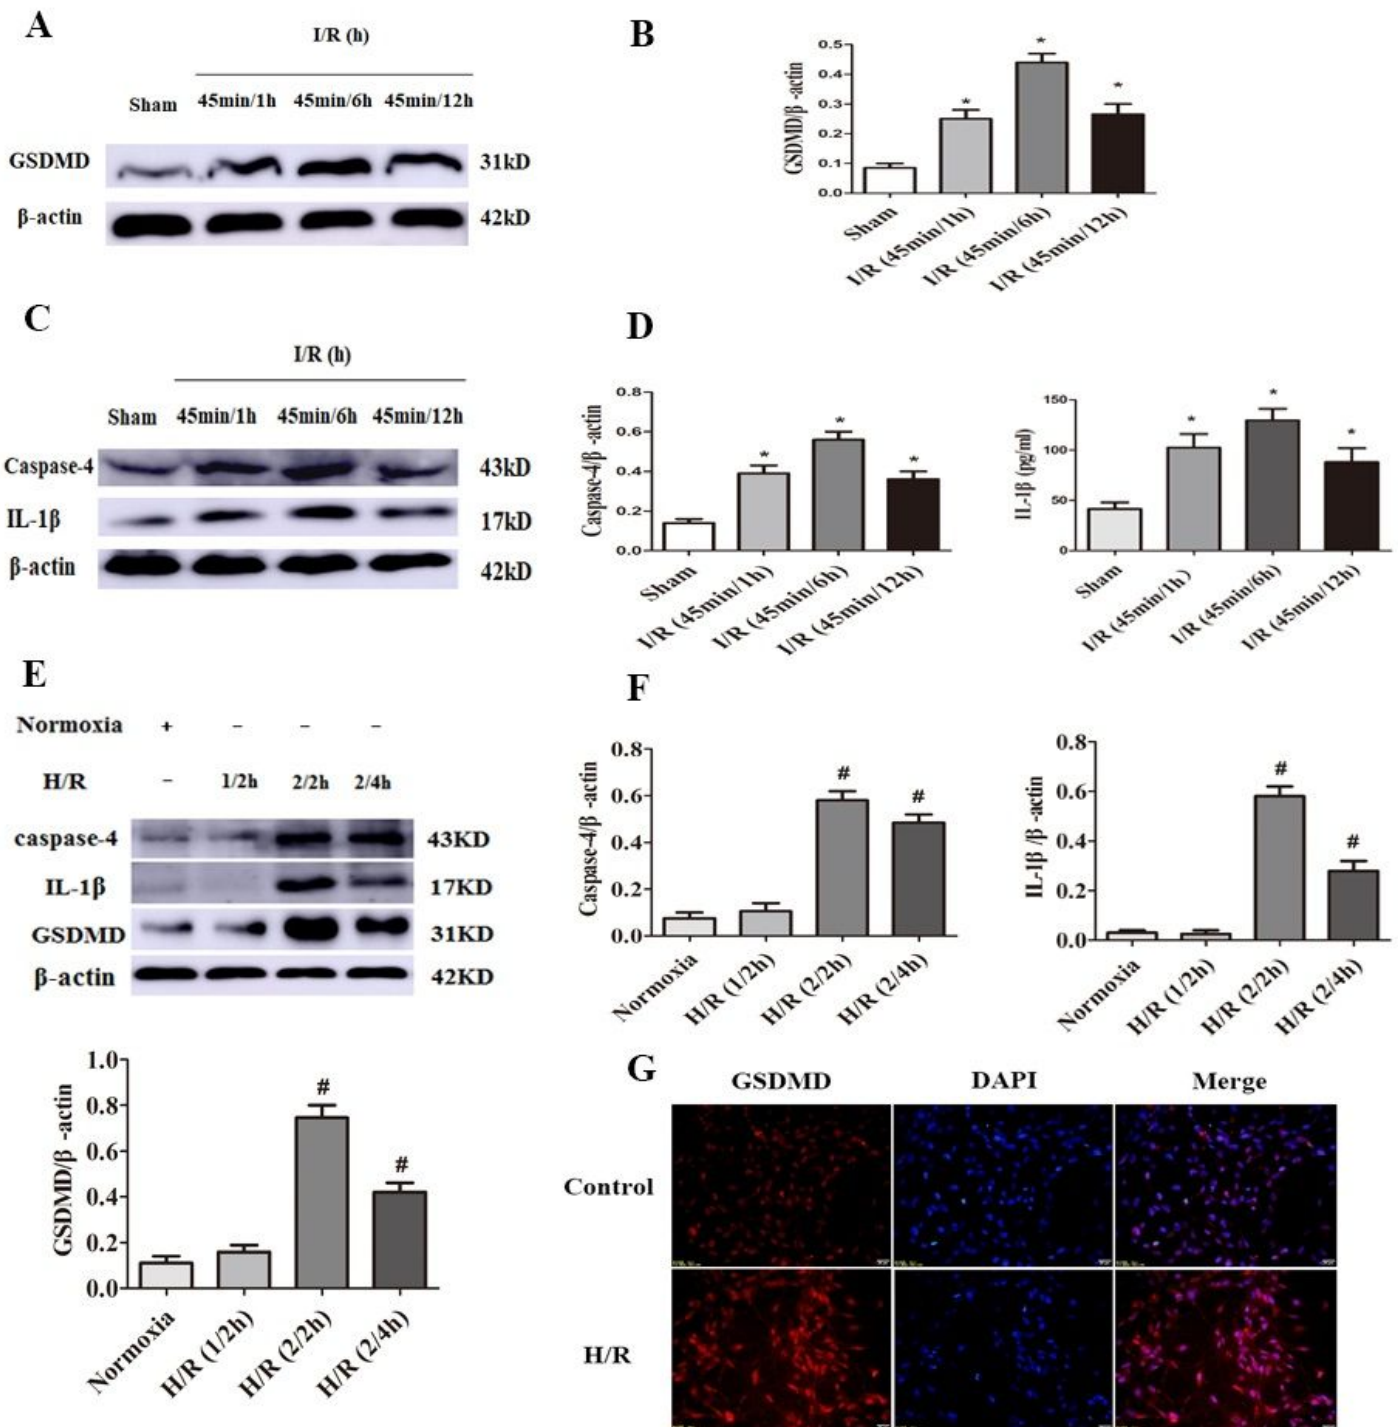 A
I/R (h)
Sham 45min/1h 45min/6h 45min/12h
GSDMD 31kD
β-actin 42kD
B
GSDMD/β -actin
0.5
0.4
0.3
0.2
0.1
0.0
* * *
Sham
I/R (45min/1h)
I/R (45min/6h)
I/R (45min/12h)
C
I/R (h)
Sham 45min/1h 45min/6h 45min/12h
Caspase-4 43kD
IL-1β 17kD
β-actin 42kD
D
Caspase-4/β -actin
0.8
0.6
0.4
0.2
0.0
* * *
Sham
I/R (45min/1h)
I/R (45min/6h)
I/R (45min/12h)
IL-1β (pg/ml)
150
100
50
0
* * *
Sham
I/R (45min/1h)
I/R (45min/6h)
I/R (45min/12h)
E
Normoxia + − − −
H/R − 1/2h 2/2h 2/4h
caspase-4 43KD
IL-1β 17KD
GSDMD 31KD
β-actin 42KD
F
Caspase-4/β -actin
0.8
0.6
0.4
0.2
0.0
# #
Normoxia
H/R (1/2h)
H/R (2/2h)
H/R (2/4h)
IL-1β /β -actin
0.8
0.6
0.4
0.2
0.0
# #
Normoxia
H/R (1/2h)
H/R (2/2h)
H/R (2/4h)
GSDMD/β -actin
1.0
0.8
0.6
0.4
0.2
0.0
# #
Normoxia
H/R (1/2h)
H/R (2/2h)
H/R (2/4h)
G
GSDMD DAPI Merge
Control
H/R